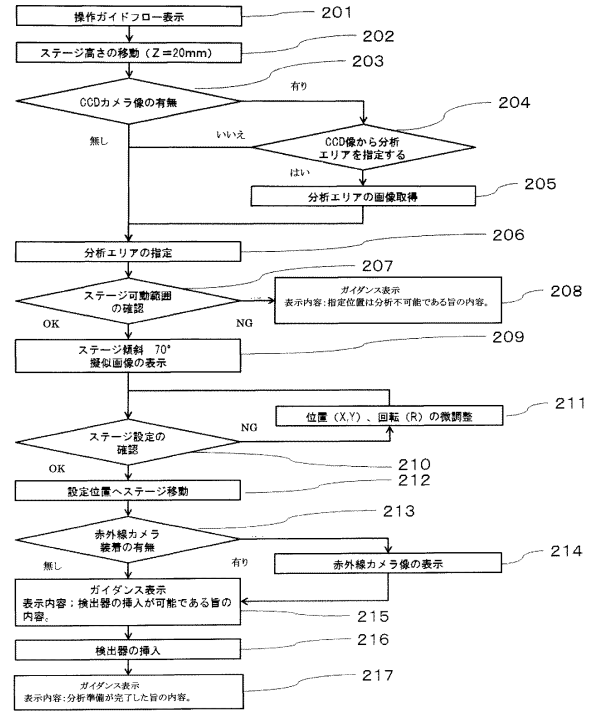 操作ガイドフロー表示
201
ステージ高さの移動（Z＝20mm）
202
203
CCDカメラ像の有無
有り
無し
204
CCD像から分析
エリアを指定する
いいえ
はい
205
分析エリアの画像取得
206
分析エリアの指定
207
ステージ可動範囲
の確認
OK
NG
ガイダンス表示
表示内容：指定位置は分析不可能である旨の内容。
208
209
ステージ傾斜　70°
擬似画像の表示
位置（X,Y）、回転（R）の微調整
211
ステージ設定の
確認
NG
OK
210
212
設定位置へステージ移動
213
赤外線カメラ
装着の有無
無し
有り
赤外線カメラ像の表示
214
ガイダンス表示
表示内容；検出器の挿入が可能である旨の
内容。
215
216
検出器の挿入
217
ガイダンス表示
表示内容：分析準備が完了した旨の内容。